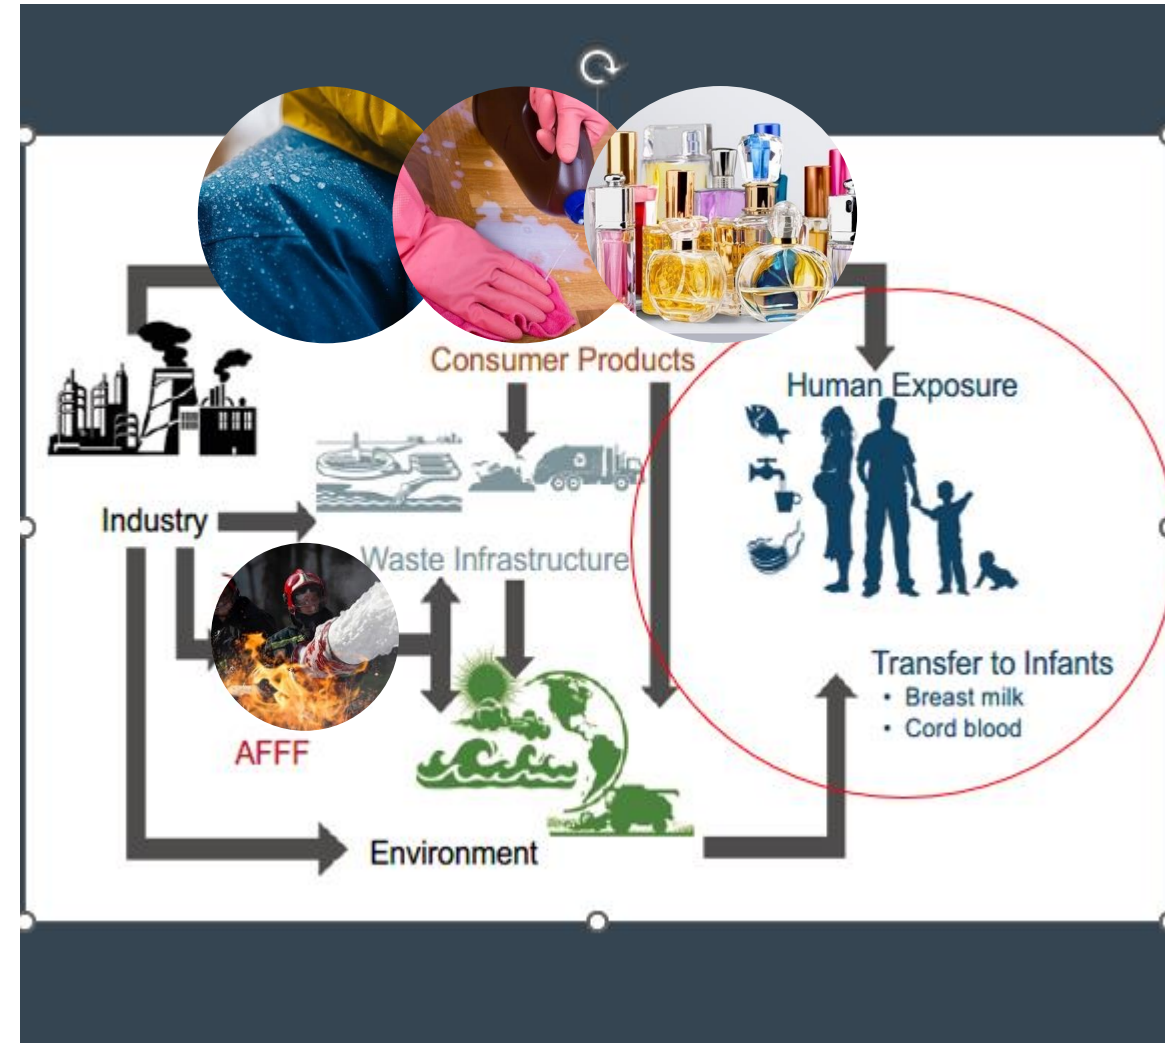 Consumer Products
Human Exposure
Industry
Waste Infrastructure
Transfer to Infants
• Breast milk
• Cord blood
AFFF
Environment